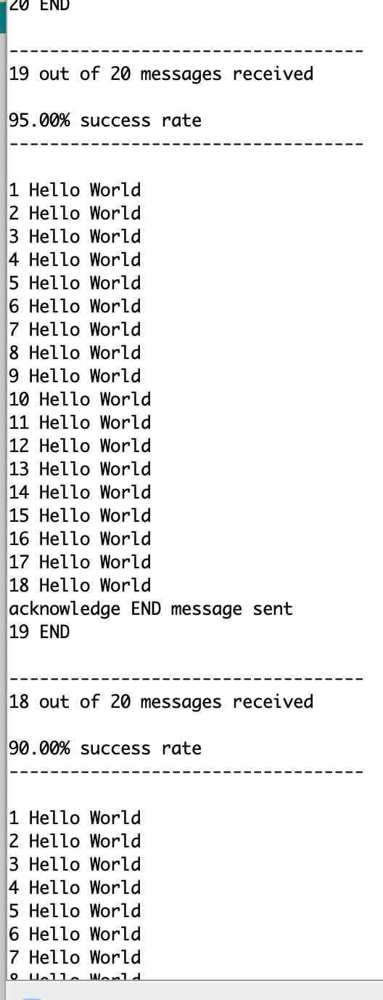 20 END
-----------------------------------
19 out of 20 messages received
95.00% success rate
-----------------------------------
1 Hello World
2 Hello World
3 Hello World
4 Hello World
5 Hello World
6 Hello World
7 Hello World
8 Hello World
9 Hello World
10 Hello World
11 Hello World
12 Hello World
13 Hello World
14 Hello World
15 Hello World
16 Hello World
17 Hello World
18 Hello World
acknowledge END message sent
19 END
-----------------------------------
18 out of 20 messages received
90.00% success rate
-----------------------------------
1 Hello World
2 Hello World
3 Hello World
4 Hello World
5 Hello World
6 Hello World
7 Hello World
8 Hello World